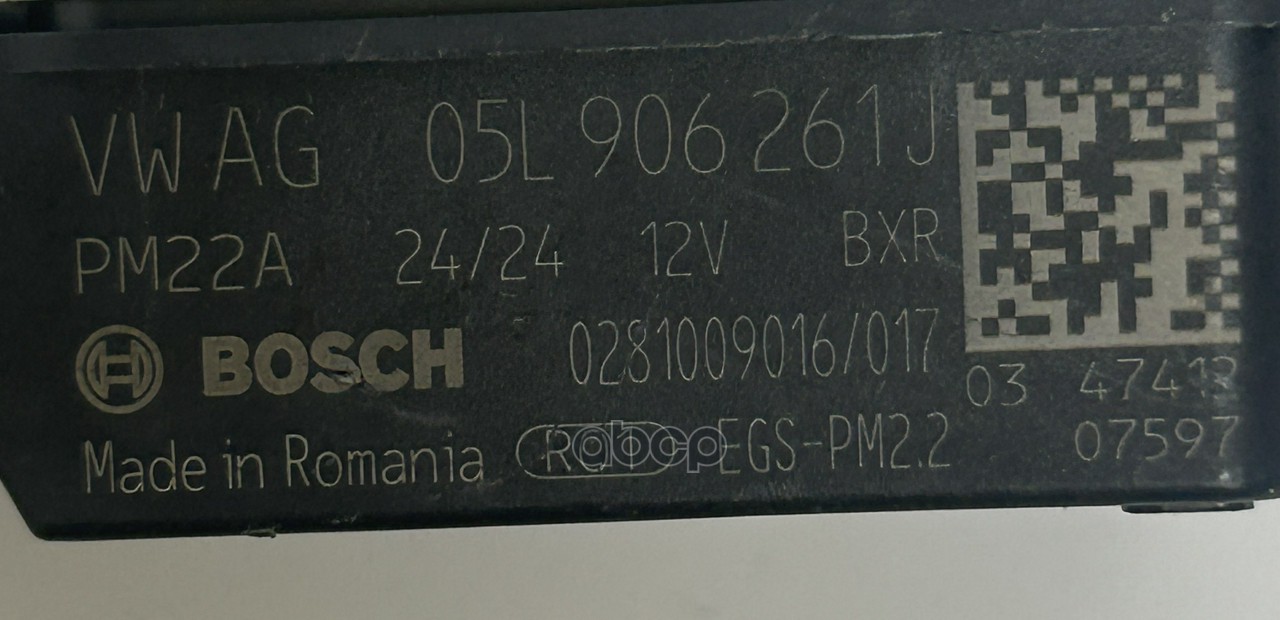 VW AG 05L 906 261 J
PM22A 24/24 12V BXR
BOSCH 0281009016/017
03 47412
Made in Romania EGS-PM2.2
07597